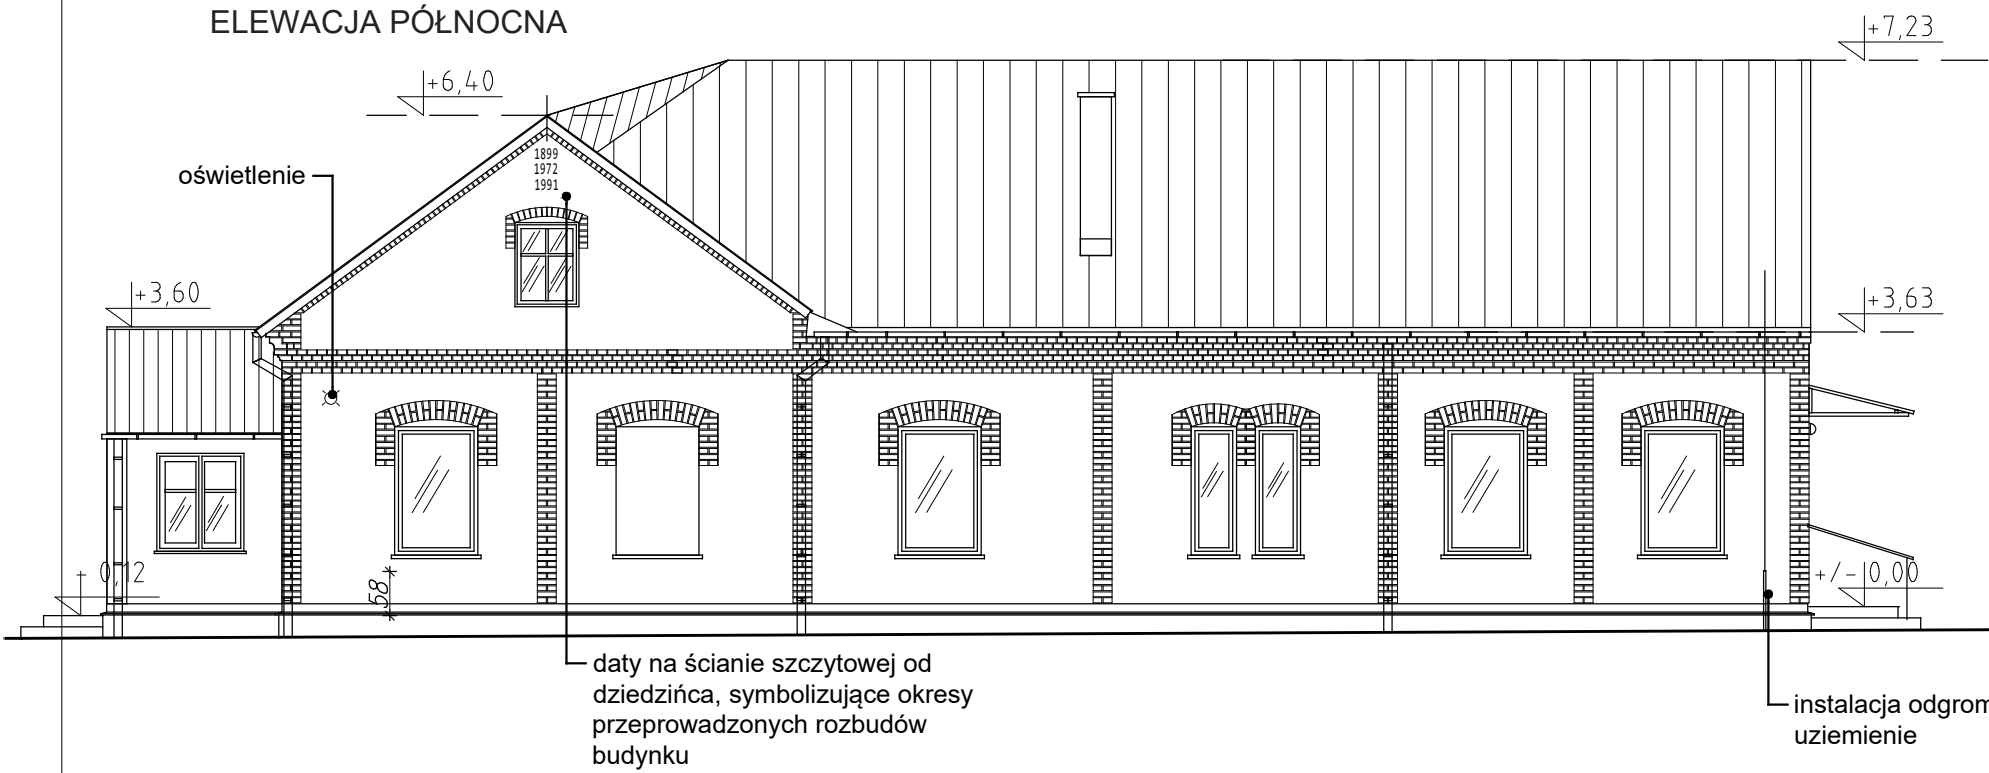 ELEWACJA PÓŁNOCNA
+7,23
+6,40
1899
1972
1991
oświetlenie
+3,60
+3,63
+ 0,12
58
+/- 0,00
daty na ścianie szczytowej od
dziedzińca, symbolizujące okresy
przeprowadzonych rozbudów
budynku
instalacja odgrom
uziemienie